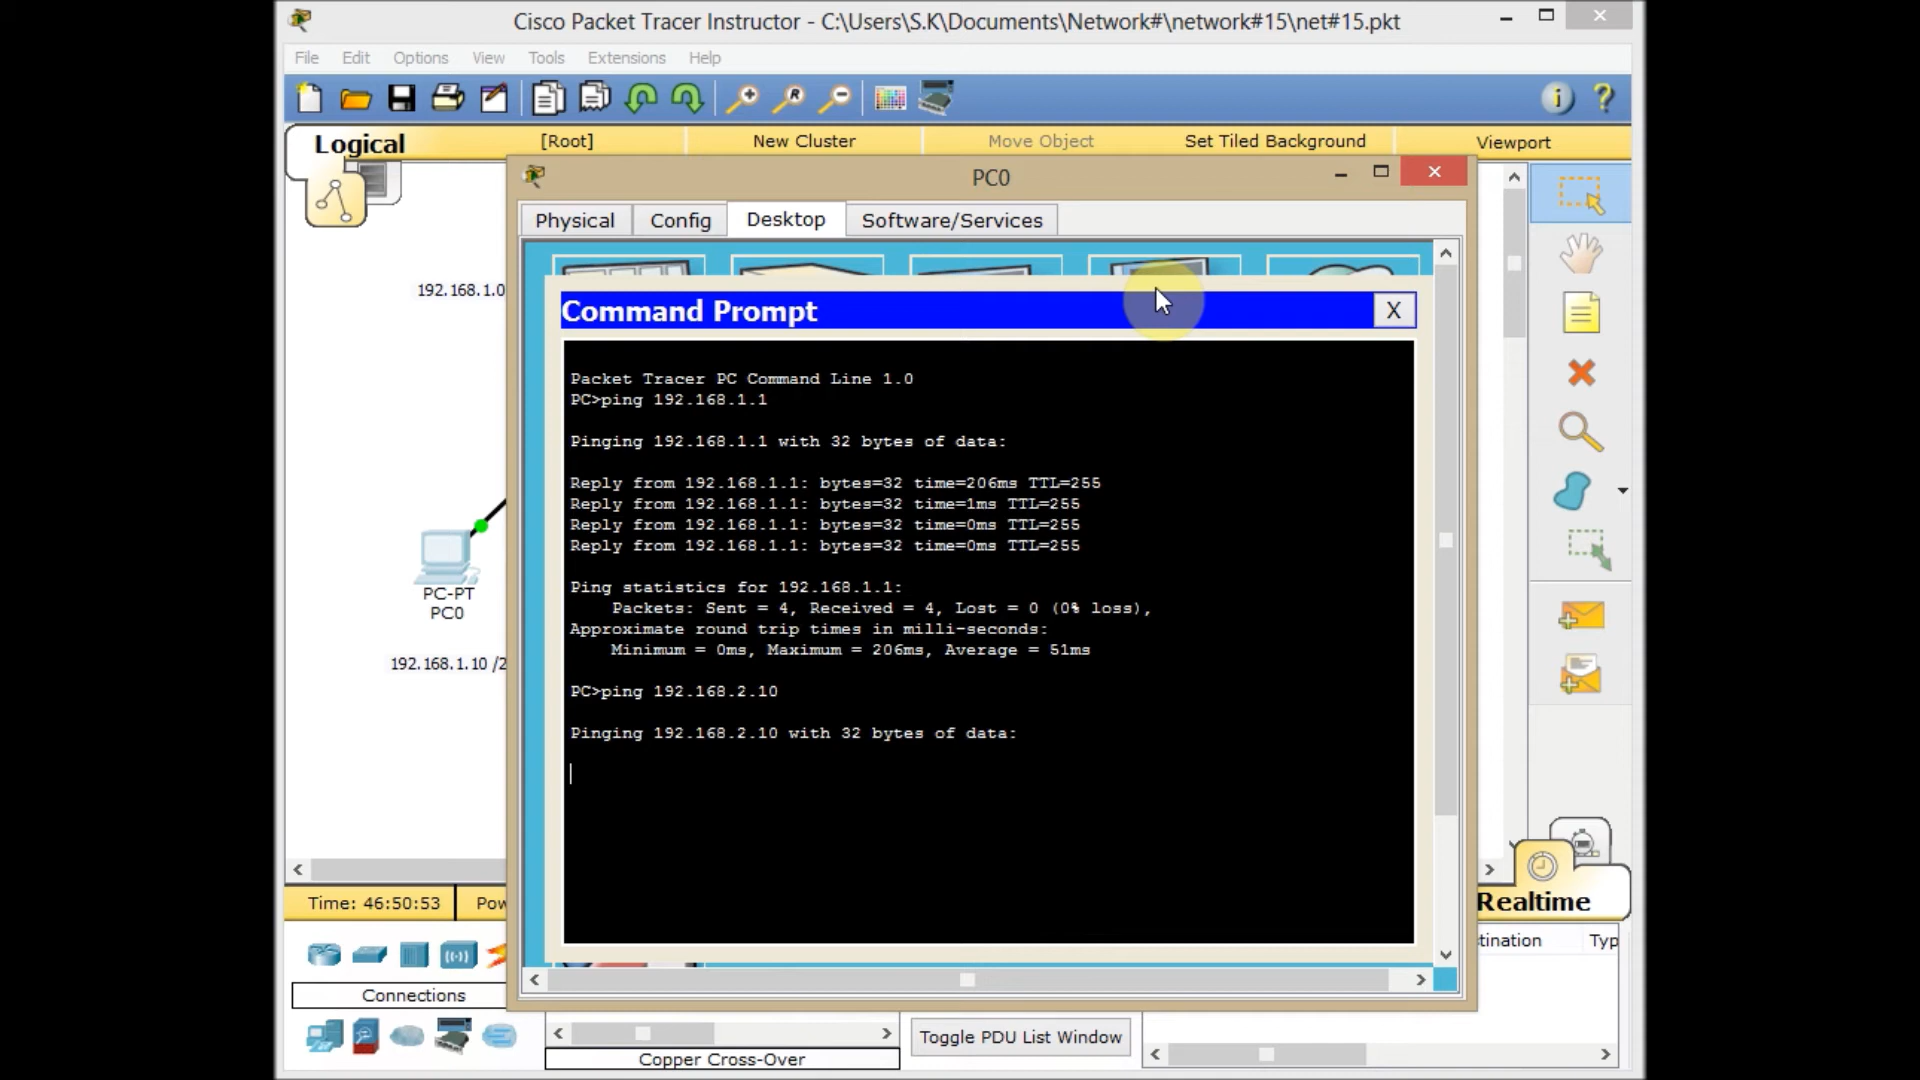 Cisco Packet Tracer Instructor - C:\Users\S.K\Documents\Network#\network#15\net#15.pkt
File Edit Options View Tools Extensions Help
Logical [Root] New Cluster Move Object Set Tiled Background Viewport
PC0
Physical Config Desktop Software/Services
192.168.1.0
Command Prompt X
Packet Tracer PC Command Line 1.0
PC>ping 192.168.1.1
Pinging 192.168.1.1 with 32 bytes of data:
Reply from 192.168.1.1: bytes=32 time=206ms TTL=255
Reply from 192.168.1.1: bytes=32 time=1ms TTL=255
Reply from 192.168.1.1: bytes=32 time=0ms TTL=255
Reply from 192.168.1.1: bytes=32 time=0ms TTL=255
Ping statistics for 192.168.1.1:
Packets: Sent = 4, Received = 4, Lost = 0 (0% loss),
Approximate round trip times in milli-seconds:
Minimum = 0ms, Maximum = 206ms, Average = 51ms
PC>ping 192.168.2.10
Pinging 192.168.2.10 with 32 bytes of data:
PC-PT
PC0
192.168.1.10 /2
Time: 46:50:53 Pow
Realtime
tination Typ
Connections
Toggle PDU List Window
Copper Cross-Over